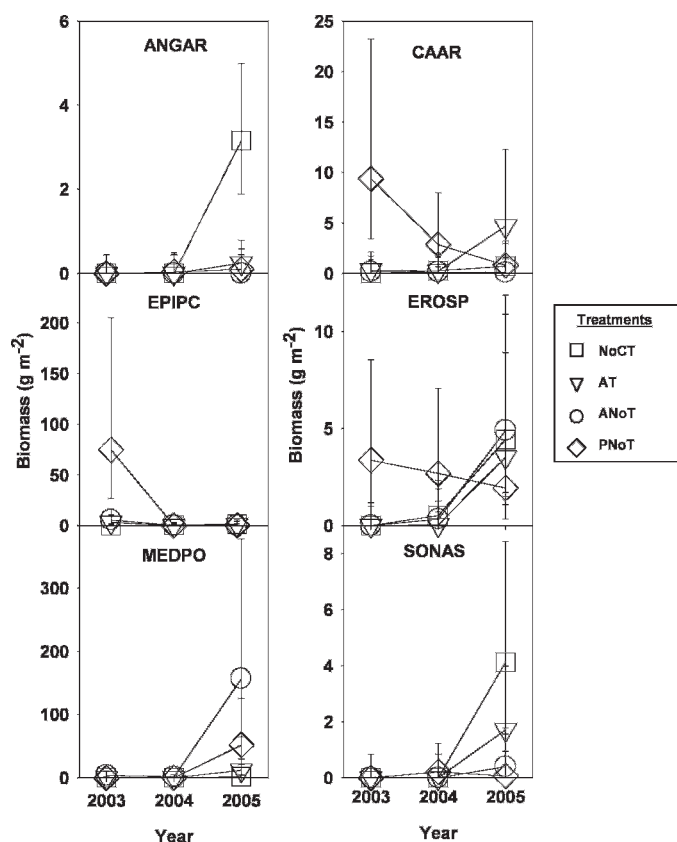 ANGAR
6
4
2
0
CAAR
25
20
15
10
5
0
EPIPC
200
150
100
50
0
EROSP
10
5
0
MEDPO
300
200
100
0
SONAS
8
6
4
2
0
Biomass (g m-2)
Biomass (g m-2)
2003 2004 2005
2003 2004 2005
Year
Year
Treatments
NoCT
AT
ANoT
PNoT